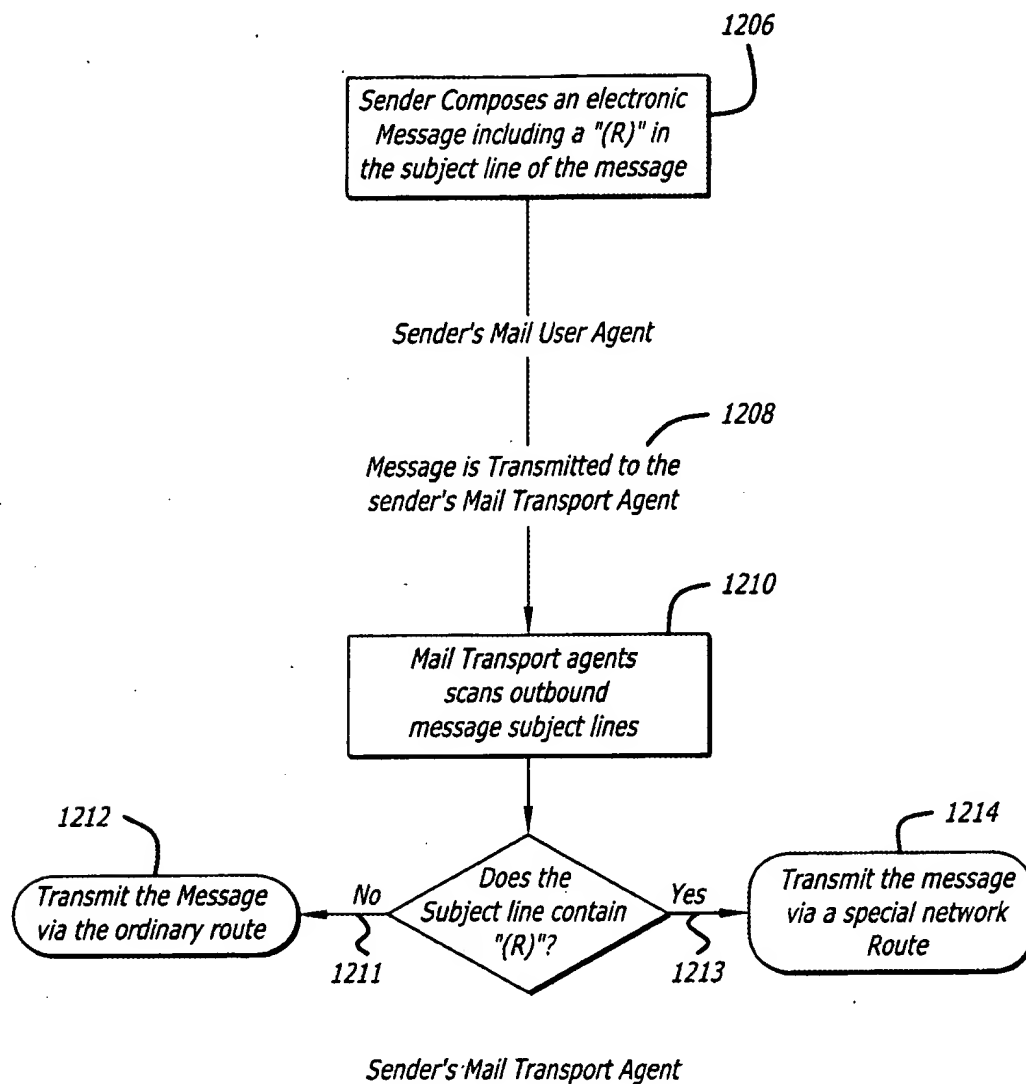 1206
Sender Composes an electronic
Message including a "(R)" in
the subject line of the message
Sender's Mail User Agent
1208
Message is Transmitted to the
sender's Mail Transport Agent
1210
Mail Transport agents
scans outbound
message subject lines
1212
Transmit the Message
via the ordinary route
No
1211
Does the
Subject line contain
"(R)"?
Yes
1213
1214
Transmit the message
via a special network
Route
Sender's Mail Transport Agent